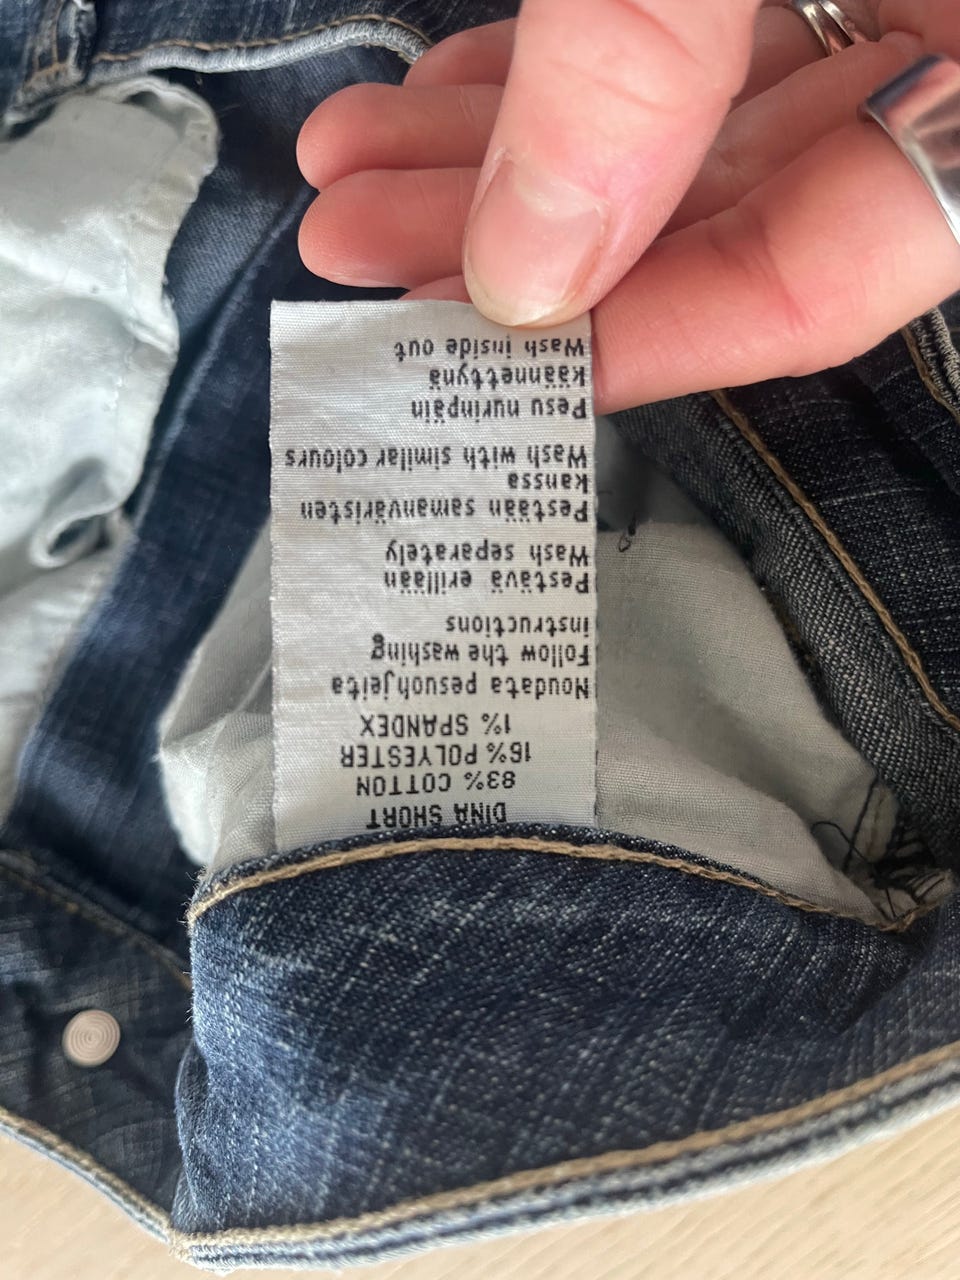 DINA SHORT
83% COTTON
16% POLYESTER
1% SPANDEX
Noudata pesuohjeita
Follow the washing
instructions
Pestävä erillään
Wash separately
Pestään samanväristen
kanssa
Wash with similar colours
Pesu nurinpäin
käännettynä
Wash inside out